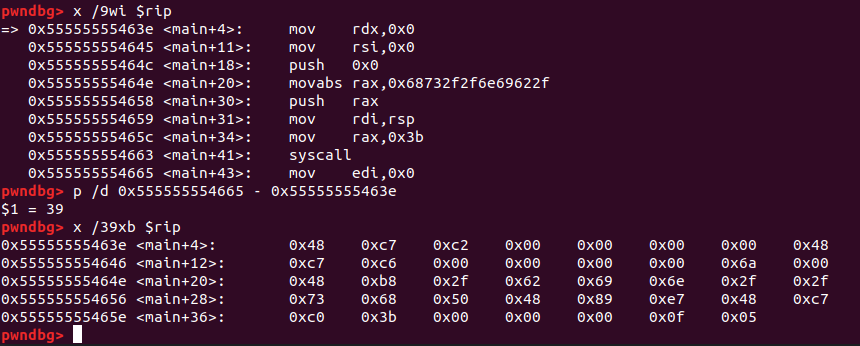 pwndbg> x /9wi $rip
=> 0x55555555463e <main+4>: mov rdx,0x0
0x555555554645 <main+11>: mov rsi,0x0
0x55555555464c <main+18>: push 0x0
0x55555555464e <main+20>: movabs rax,0x68732f2f6e69622f
0x555555554658 <main+30>: push rax
0x555555554659 <main+31>: mov rdi,rsp
0x55555555465c <main+34>: mov rax,0x3b
0x555555554663 <main+41>: syscall
0x555555554665 <main+43>: mov edi,0x0
pwndbg> p /d 0x555555554665 - 0x55555555463e
$1 = 39
pwndbg> x /39xb $rip
0x55555555463e <main+4>: 0x48 0xc7 0xc2 0x00 0x00 0x00 0x00 0x48
0x555555554646 <main+12>: 0xc7 0xc6 0x00 0x00 0x00 0x00 0x6a 0x00
0x55555555464e <main+20>: 0x48 0xb8 0x2f 0x62 0x69 0x6e 0x2f 0x2f
0x555555554656 <main+28>: 0x73 0x68 0x50 0x48 0x89 0xe7 0x48 0xc7
0x55555555465e <main+36>: 0xc0 0x3b 0x00 0x00 0x00 0x0f 0x05
pwndbg>